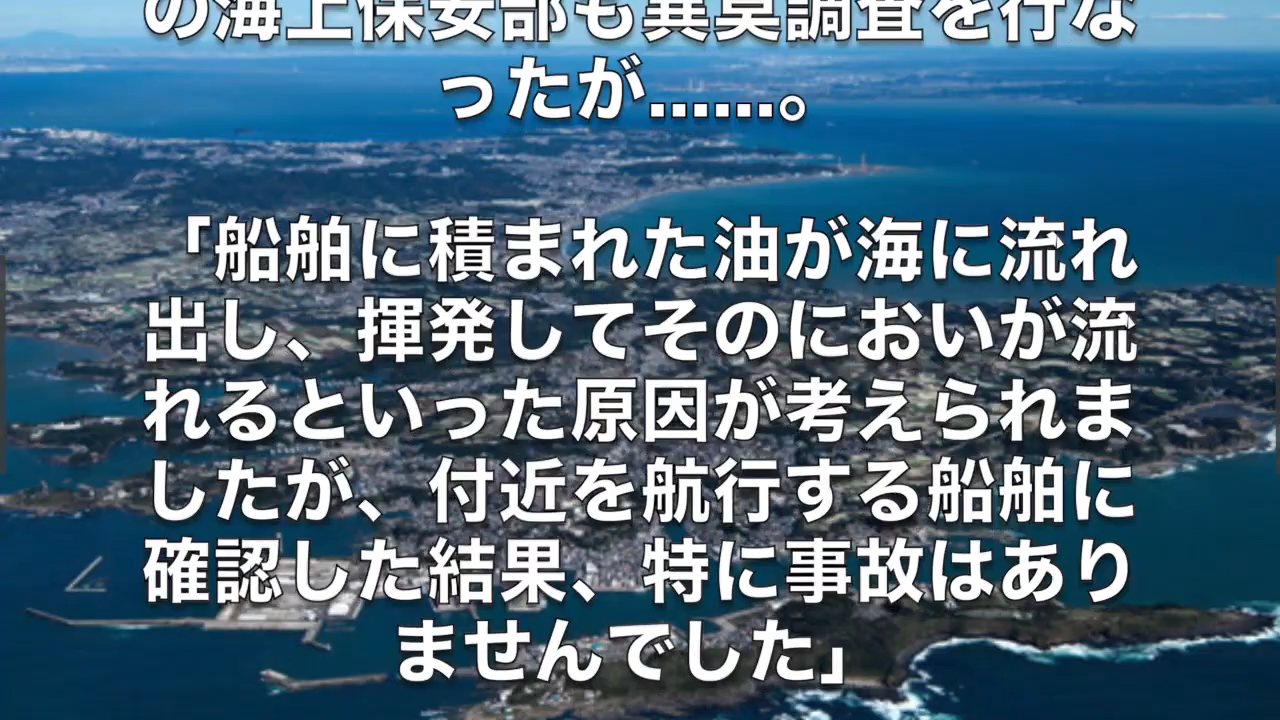 の海上保安部も異臭調査を行な
ったが……。
「船舶に積まれた油が海に流れ
出し、揮発してそのにおいが流
れるといった原因が考えられま
したが、付近を航行する船舶に
確認した結果、特に事故はあり
ませんでした」